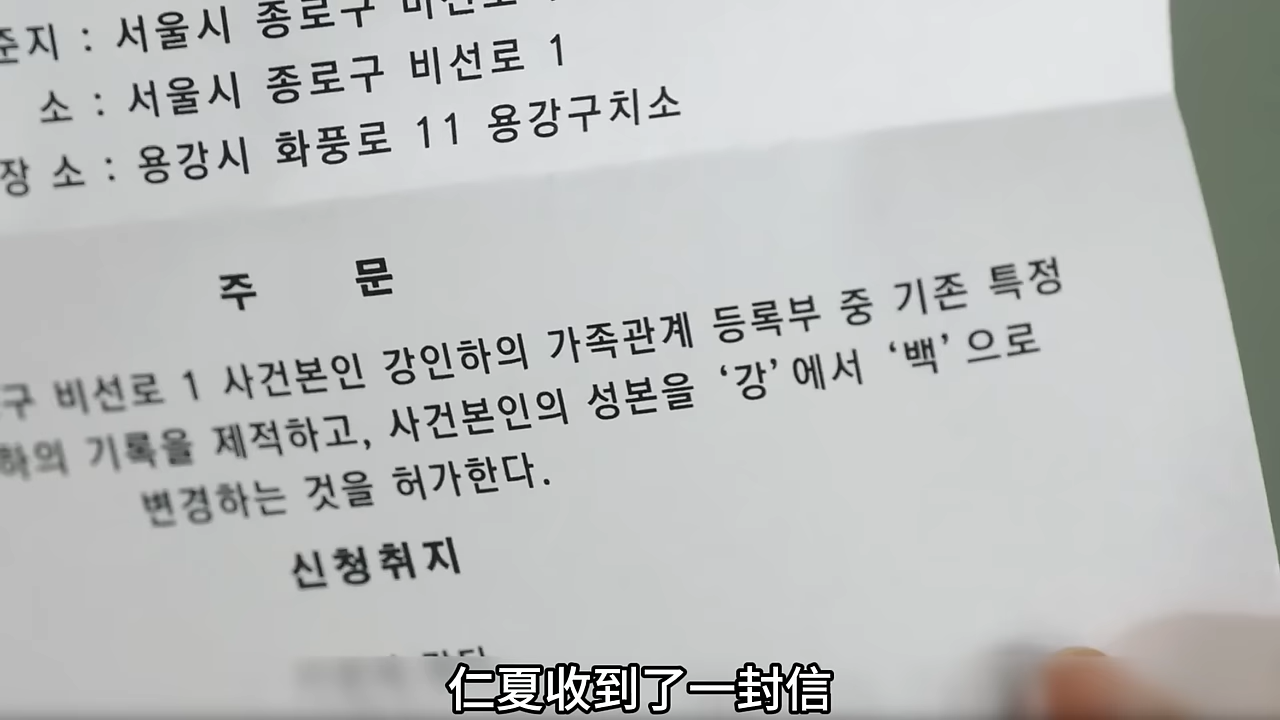 준지 : 서울시 종로구 비선로
소 : 서울시 종로구 비선로 1
장 소 : 용강시 화풍로 11 용강구치소
주 문
구 비선로 1 사건본인 강인하의 가족관계 등록부 중 기존 특정
하의 기록을 제적하고, 사건본인의 성본을 ‘강’에서 ‘백’으로
변경하는 것을 허가한다.
신청취지
仁夏收到了一封信